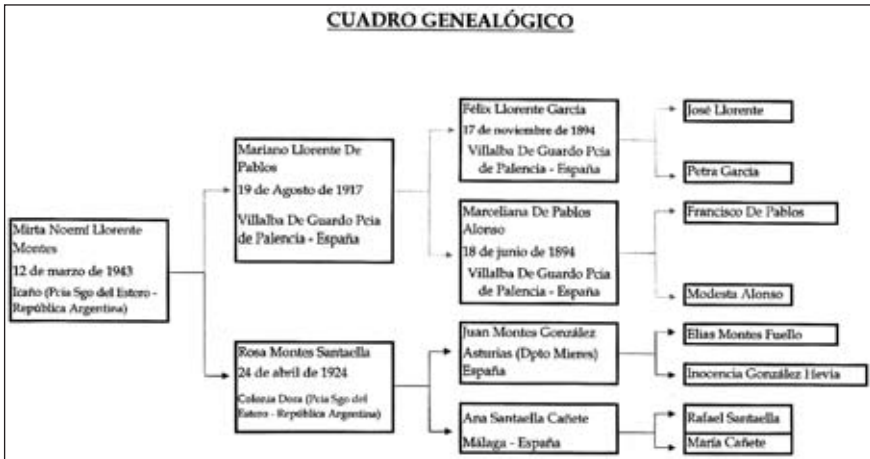 CUADRO GENEALÓGICO
Mirta Noemí Llorente
Montes
12 de marzo de 1943
Icaño (Pcia Sgo del Estero -
República Argentina)
Mariano Llorente De
Pablos
19 de Agosto de 1917
Villalba De Guardo Pcia
de Palencia - España
Rosa Montes Santaella
24 de abril de 1924
Colonia Dora (Pcia Sgo del
Estero - República Argentina)
Félix Llorente García
17 de noviembre de 1894
Villalba De Guardo Pcia
de Palencia - España
Marceliana De Pablos
Alonso
18 de junio de 1894
Villalba De Guardo Pcia
de Palencia - España
Juan Montes González
Asturias (Dpto Mieres)
España
Ana Santaella Cañete
Málaga - España
José Llorente
Petra García
Francisco De Pablos
Modesta Alonso
Elias Montes Fuello
Inocencia González Hevia
Rafael Santaella
María Cañete